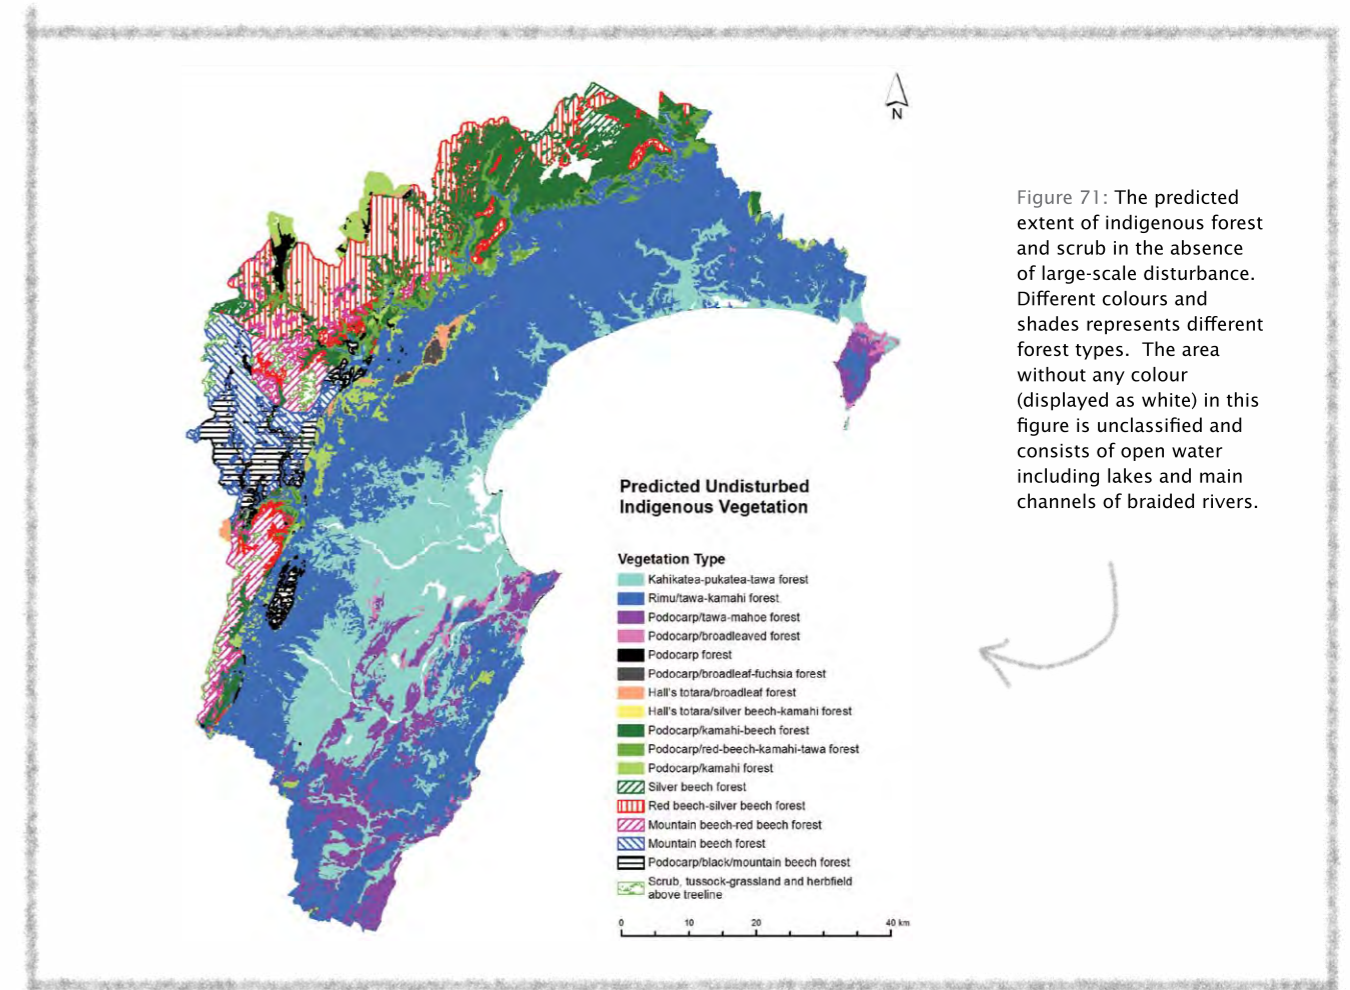 N
Figure 71: The predicted
extent of indigenous forest
and scrub in the absence
of large-scale disturbance.
Different colours and
shades represents different
forest types.  The area
without any colour
(displayed as white) in this
figure is unclassified and
consists of open water
including lakes and main
channels of braided rivers.
Predicted Undisturbed
Indigenous Vegetation
Vegetation Type
Kahikatea-pukatea-tawa forest
Rimu/tawa-kamahi forest
Podocarp/tawa-mahoe forest
Podocarp/broadleaved forest
Podocarp forest
Podocarp/broadleaf-fuchsia forest
Hall's totara/broadleaf forest
Hall's totara/silver beech-kamahi forest
Podocarp/kamahi-beech forest
Podocarp/red-beech-kamahi-tawa forest
Podocarp/kamahi forest
Silver beech forest
Red beech-silver beech forest
Mountain beech-red beech forest
Mountain beech forest
Podocarp/black/mountain beech forest
Scrub, tussock-grassland and herbfield
above treeline
0 10 20 40 km